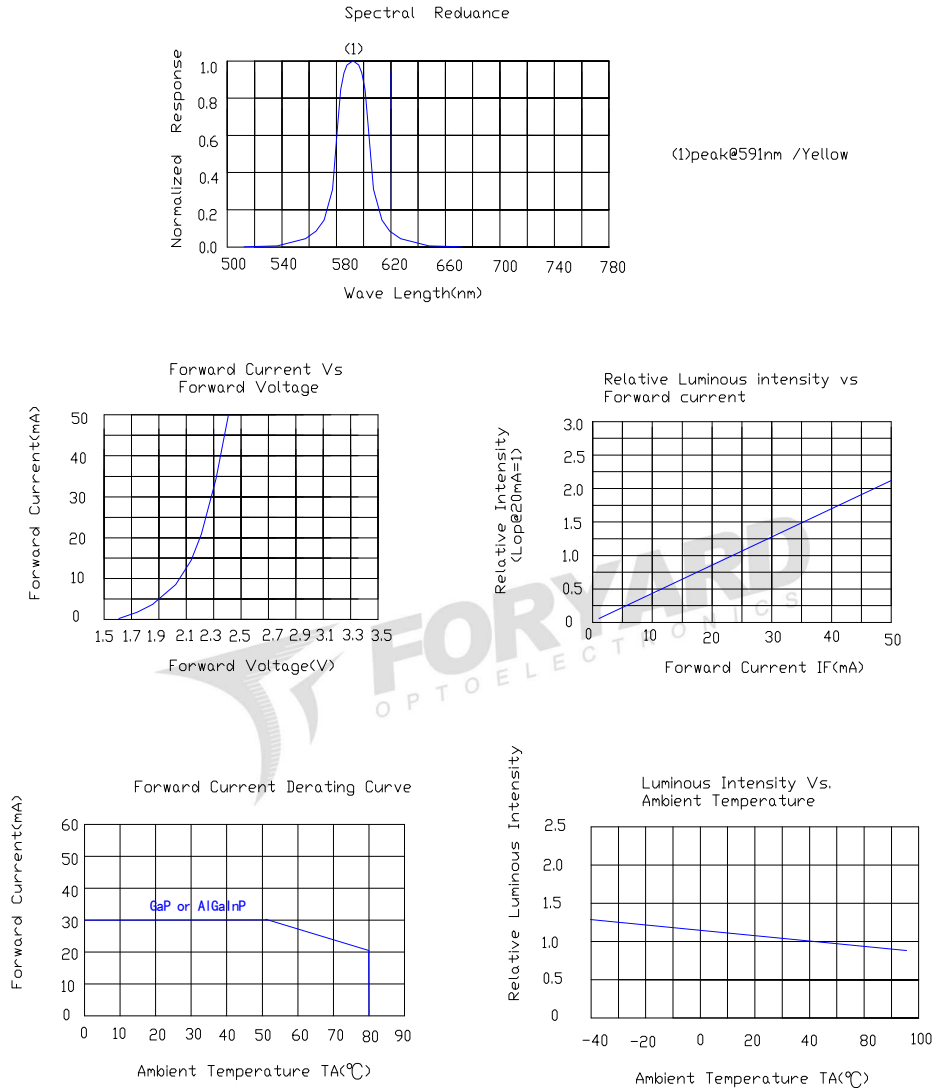 Spectral Reduance
(1)
Normalized Response
1.0
0.8
0.6
0.4
0.2
0.0
500 540 580 620 660 700 740 780
Wave Length(nm)
(1)peak@591nm /Yellow
Forward Current Vs
Forward Voltage
Forward Current(mA)
50
40
30
20
10
0
1.5 1.7 1.9 2.1 2.3 2.5 2.7 2.9 3.1 3.3 3.5
Forward Voltage(V)
Relative Luminous intensity vs
Forward current
Relative Intensity
(Lop@20mA=1)
3.0
2.5
2.0
1.5
1.0
0.5
0
10 20 30 40 50
Forward Current IF(mA)
FORYARD
OPTOELECTRONICS
Forward Current Derating Curve
Forward Current(mA)
60
50
40
30
20
10
0
GaP or AlGaInP
0 10 20 30 40 50 60 70 80 90
Ambient Temperature TA(℃)
Luminous Intensity Vs.
Ambient Temperature
Relative Luminous Intensity
2.5
2.0
1.5
1.0
0.5
0
-40 -20 0 20 40 80 100
Ambient Temperature TA(℃)